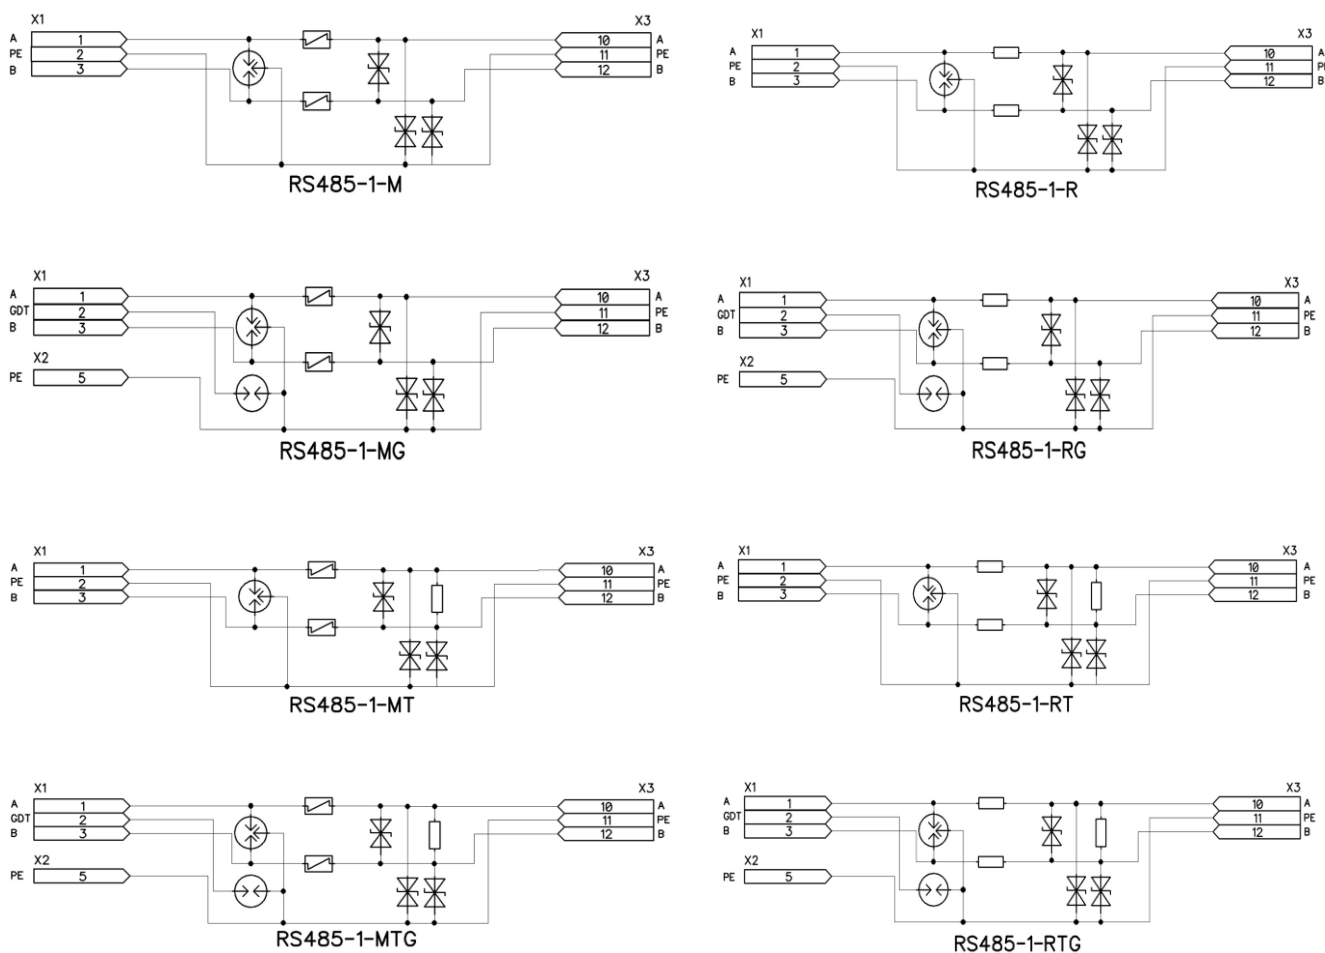 X1
X3
A 1 10 A
PE 2 11 PE
B 3 12 B
RS485-1-M
X1
X3
A 1 10 A
PE 2 11 PE
B 3 12 B
RS485-1-R
X1
X3
A 1 10 A
GDT 2 11 PE
B 3 12 B
X2
PE 5
RS485-1-MG
X1
X3
A 1 10 A
GDT 2 11 PE
B 3 12 B
X2
PE 5
RS485-1-RG
X1
X3
A 1 10 A
PE 2 11 PE
B 3 12 B
RS485-1-MT
X1
X3
A 1 10 A
PE 2 11 PE
B 3 12 B
RS485-1-RT
X1
X3
A 1 10 A
GDT 2 11 PE
B 3 12 B
X2
PE 5
RS485-1-MTG
X1
X3
A 1 10 A
GDT 2 11 PE
B 3 12 B
X2
PE 5
RS485-1-RTG